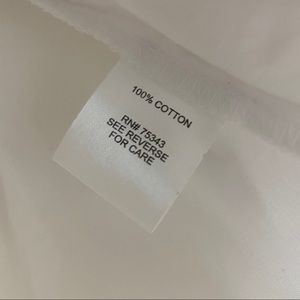 100% COTTON
RN# 75343
SEE REVERSE
FOR CARE